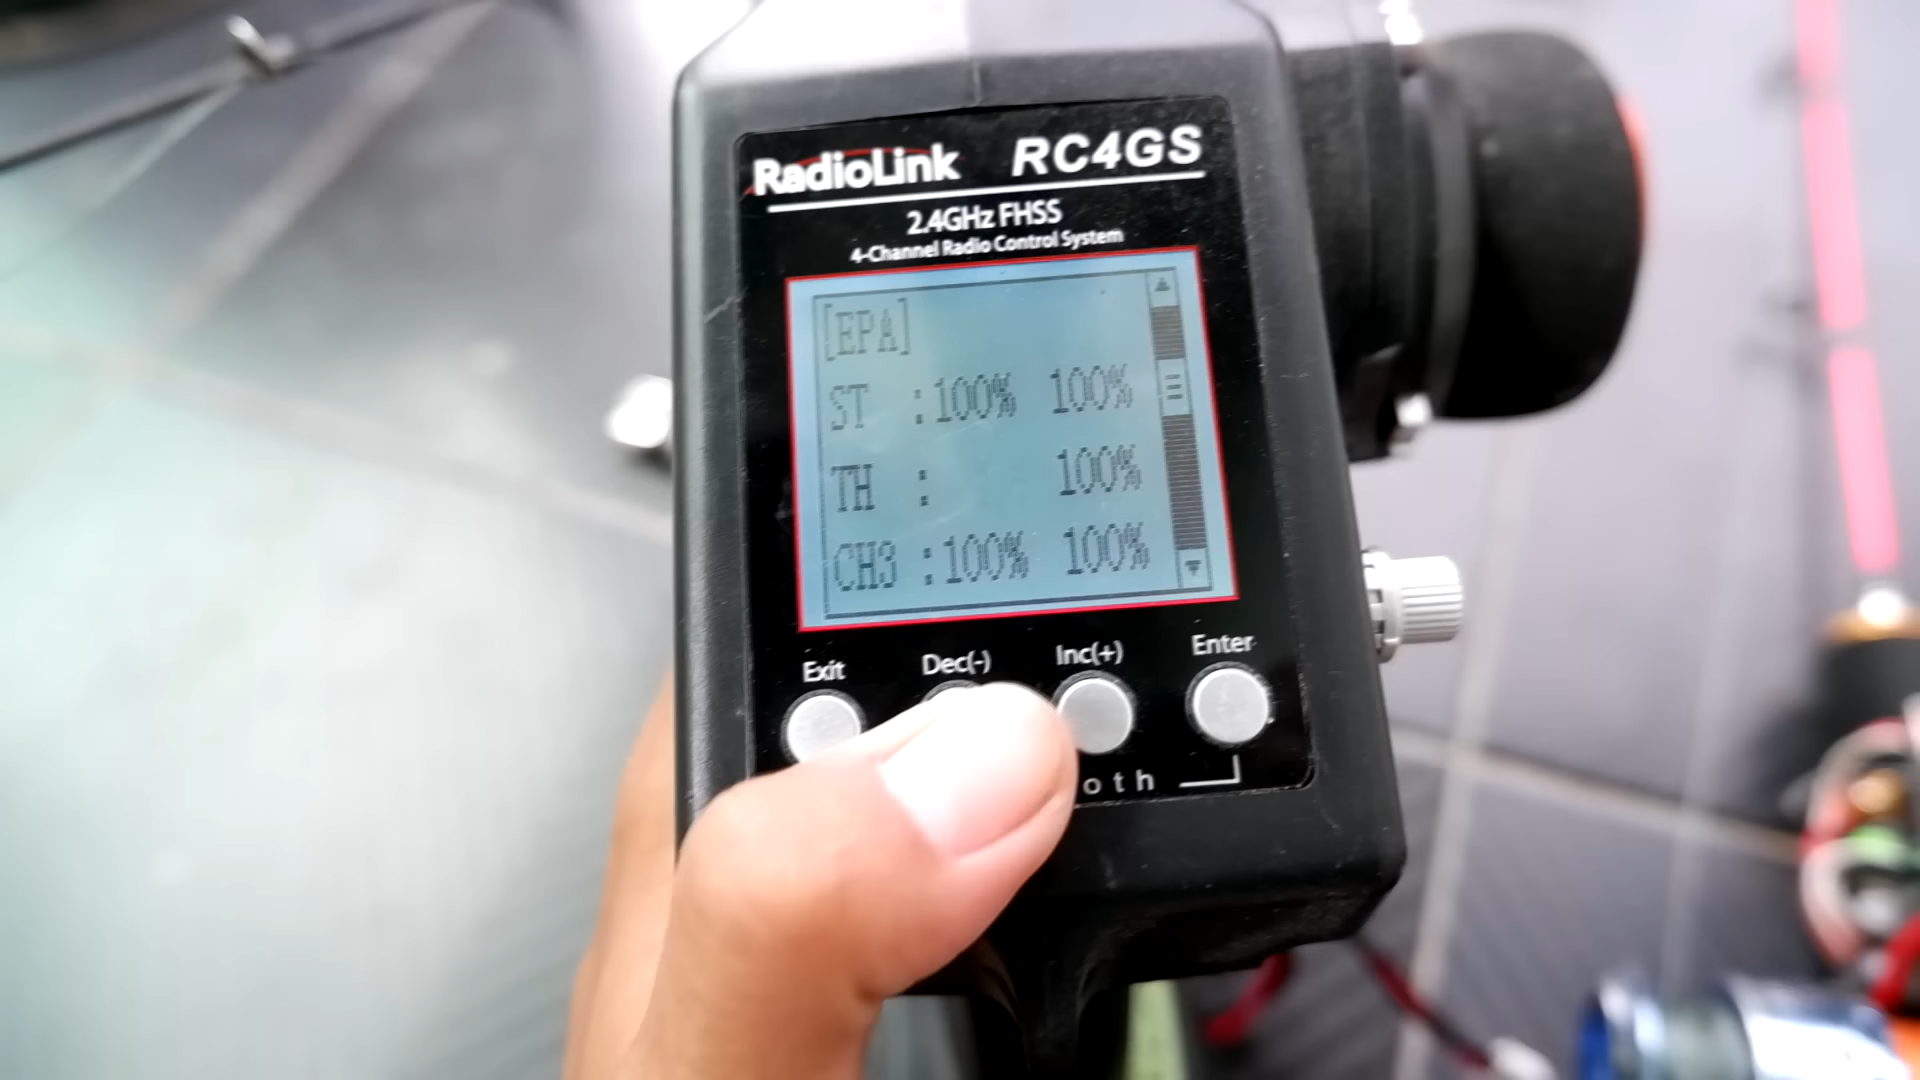 RadioLink RC4GS
2.4GHz FHSS
4-Channel Radio Control System
[EPA]
ST :100% 100%
TH : 100%
CH3 :100% 100%
Exit Dec(-) Inc(+) Enter
oth